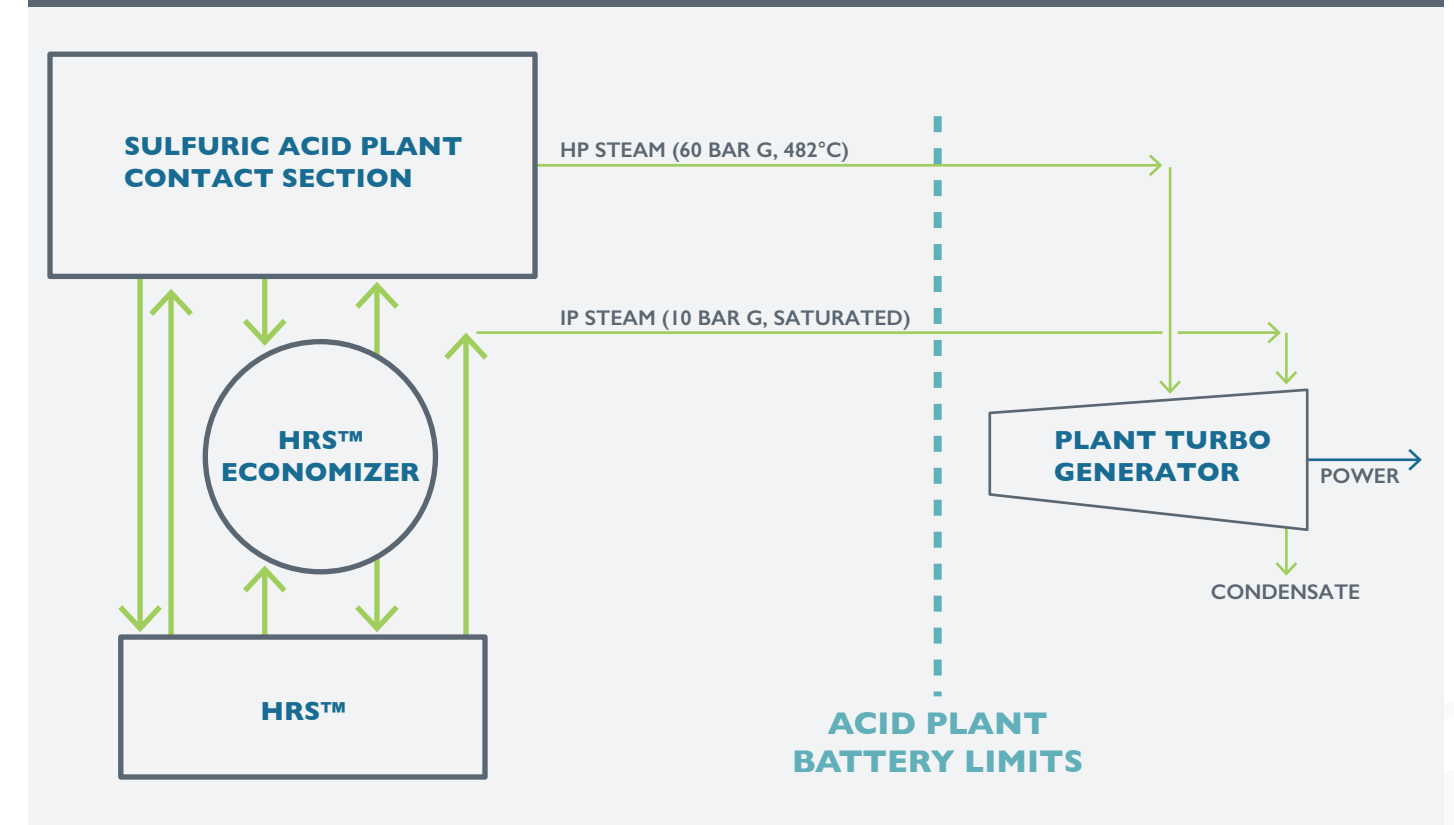 SULFURIC ACID PLANT
CONTACT SECTION
HP STEAM (60 BAR G, 482°C)
IP STEAM (10 BAR G, SATURATED)
HRS™
ECONOMIZER
PLANT TURBO
GENERATOR
POWER
CONDENSATE
HRS™
ACID PLANT
BATTERY LIMITS